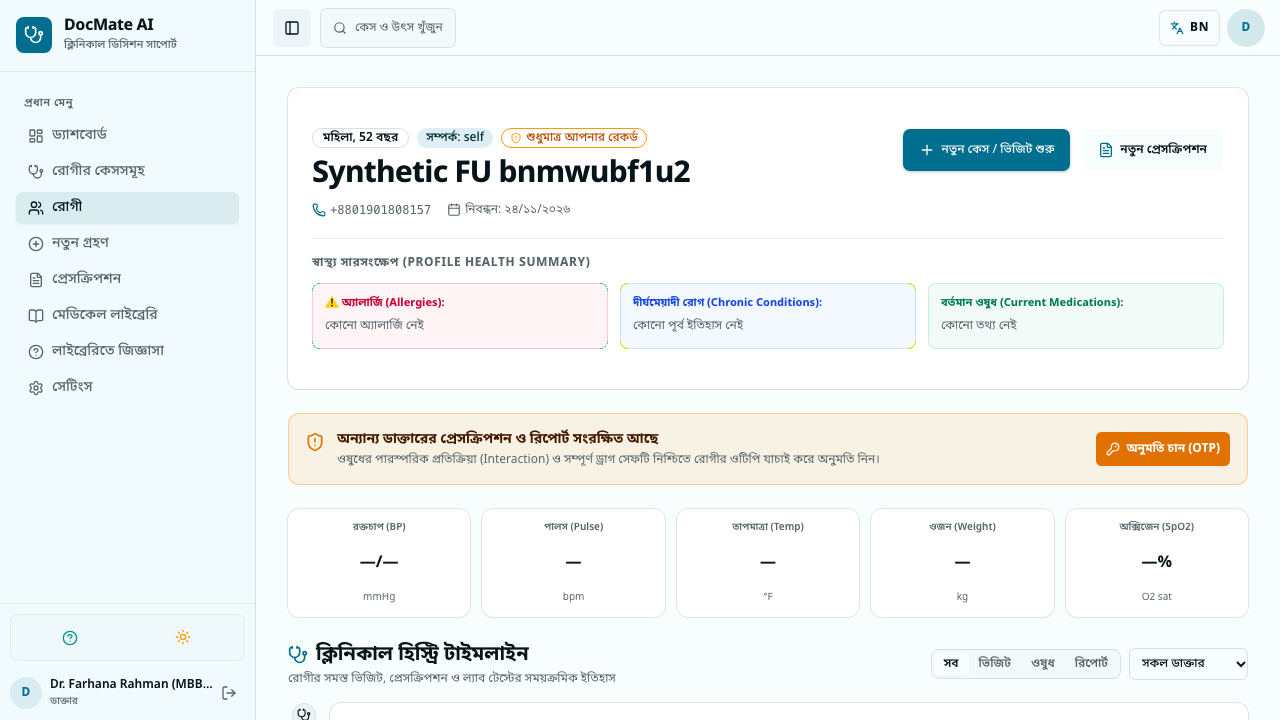 DocMate AI
ক্লিনিকাল ডিসিশন সাপোর্ট
প্রধান মেনু
ড্যাশবোর্ড
রোগীর কেসসমূহ
রোগী
নতুন গ্রহণ
প্রেসক্রিপশন
মেডিকেল লাইব্রেরি
লাইব্রেরিতে জিজ্ঞাসা
সেটিংস
D
Dr. Farhana Rahman (MBB...
ডাক্তার
কেস ও উৎস খুঁজুন
BN
D
মহিলা, 52 বছর
সম্পর্ক: self
শুধুমাত্র আপনার রেকর্ড
Synthetic FU bnmwubf1u2
+8801901808157
নিবন্ধন: ২৪/১১/২০২৬
নতুন কেস / ভিজিট শুরু
নতুন প্রেসক্রিপশন
স্বাস্থ্য সারসংক্ষেপ (PROFILE HEALTH SUMMARY)
⚠️ অ্যালার্জি (Allergies):
কোনো অ্যালার্জি নেই
দীর্ঘমেয়াদী রোগ (Chronic Conditions):
কোনো পূর্ব ইতিহাস নেই
বর্তমান ওষুধ (Current Medications):
কোনো তথ্য নেই
অন্যান্য ডাক্তারের প্রেসক্রিপশন ও রিপোর্ট সংরক্ষিত আছে
ওষুধের পারস্পরিক প্রতিক্রিয়া (Interaction) ও সম্পূর্ণ ড্রাগ সেফটি নিশ্চিতে রোগীর ওটিপি যাচাই করে অনুমতি নিন।
অনুমতি চান (OTP)
রক্তচাপ (BP)
—/—
mmHg
পালস (Pulse)
—
bpm
তাপমাত্রা (Temp)
—
°F
ওজন (Weight)
—
kg
অক্সিজেন (SpO2)
—%
O2 sat
ক্লিনিকাল হিস্ট্রি টাইমলাইন
রোগীর সমস্ত ভিজিট, প্রেসক্রিপশন ও ল্যাব টেস্টের সময়ক্রমিক ইতিহাস
সব
ভিজিট
ওষুধ
রিপোর্ট
সকল ডাক্তার